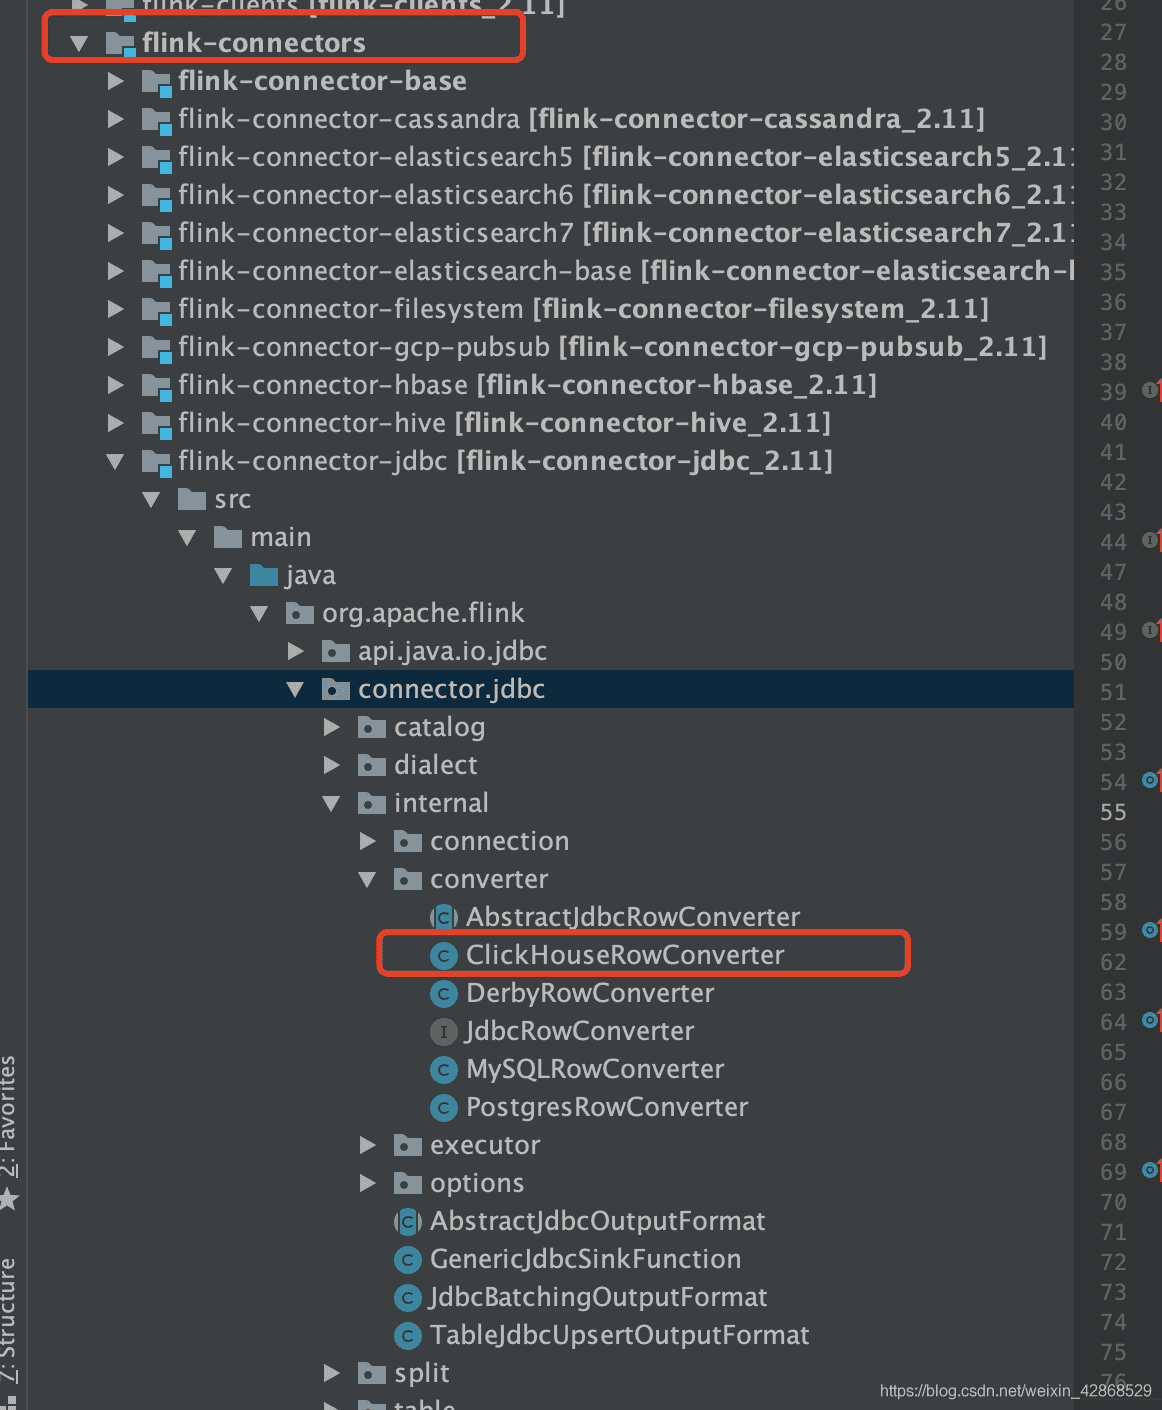 flink-clients [flink-clients_2.11]
flink-connectors
flink-connector-base
flink-connector-cassandra [flink-connector-cassandra_2.11]
flink-connector-elasticsearch5 [flink-connector-elasticsearch5_2.11
flink-connector-elasticsearch6 [flink-connector-elasticsearch6_2.11
flink-connector-elasticsearch7 [flink-connector-elasticsearch7_2.11
flink-connector-elasticsearch-base [flink-connector-elasticsearch-b
flink-connector-filesystem [flink-connector-filesystem_2.11]
flink-connector-gcp-pubsub [flink-connector-gcp-pubsub_2.11]
flink-connector-hbase [flink-connector-hbase_2.11]
flink-connector-hive [flink-connector-hive_2.11]
flink-connector-jdbc [flink-connector-jdbc_2.11]
src
main
java
org.apache.flink
api.java.io.jdbc
connector.jdbc
catalog
dialect
internal
connection
converter
AbstractJdbcRowConverter
ClickHouseRowConverter
DerbyRowConverter
JdbcRowConverter
MySQLRowConverter
PostgresRowConverter
executor
options
AbstractJdbcOutputFormat
GenericJdbcSinkFunction
JdbcBatchingOutputFormat
TableJdbcUpsertOutputFormat
split
table
2: Favorites
7: Structure
26
27
28
29
30
31
32
33
34
35
36
37
38
39
40
41
42
43
44
47
48
49
50
51
52
53
54
55
56
57
58
59
62
63
64
65
66
67
68
69
70
71
72
73
74
75
76
https://blog.csdn.net/weixin_42868529